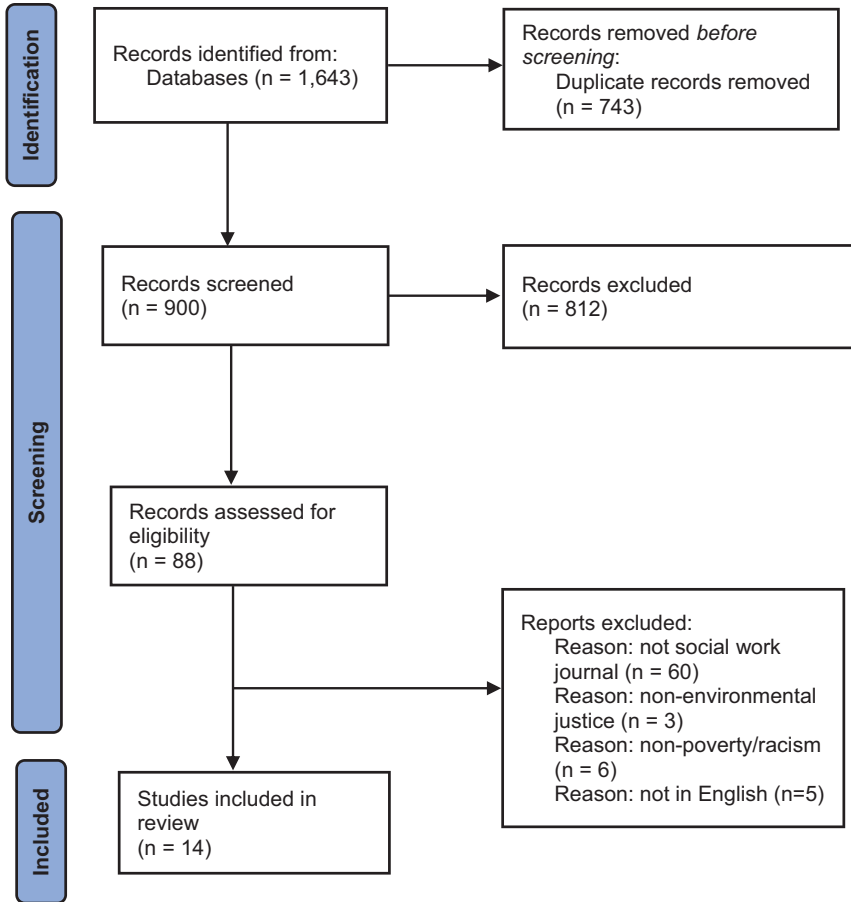 Identification
Records identified from:
Databases (n = 1,643)
Records removed before
screening:
Duplicate records removed
(n = 743)
Screening
Records screened
(n = 900)
Records excluded
(n = 812)
Records assessed for
eligibility
(n = 88)
Reports excluded:
Reason: not social work
journal (n = 60)
Reason: non-environmental
justice (n = 3)
Reason: non-poverty/racism
(n = 6)
Reason: not in English (n=5)
Included
Studies included in
review
(n = 14)